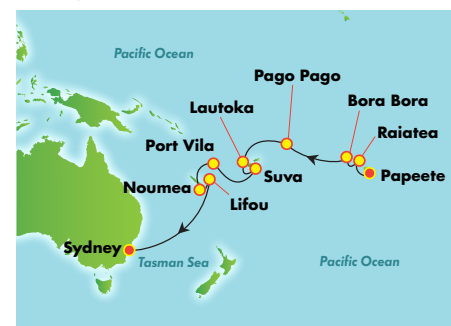 Pacific Ocean
Pago Pago
Lautoka
Bora Bora
Raiatea
Port Vila
Suva
Papeete
Noumea
Lifou
Sydney
Tasman Sea
Pacific Ocean